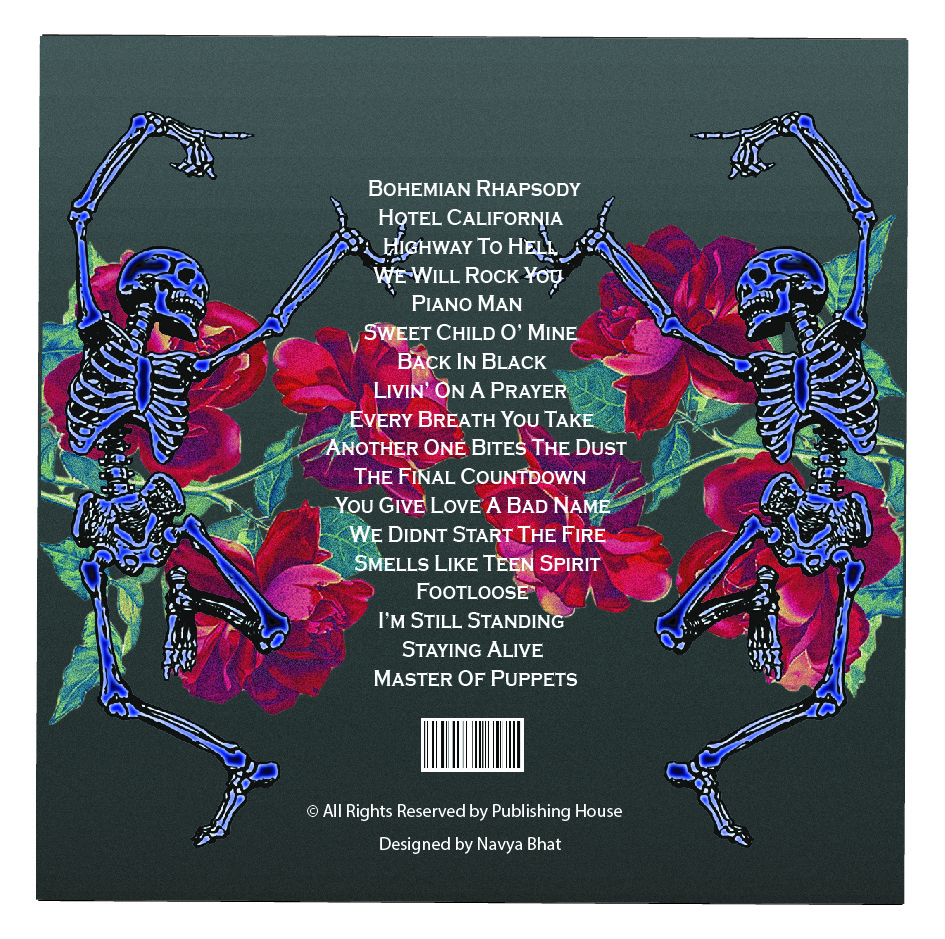 Bohemian Rhapsody
Hotel California
Highway To Hell
We Will Rock You
Piano Man
Sweet Child O’ Mine
Back In Black
Livin’ On A Prayer
Every Breath You Take
Another One Bites The Dust
The Final Countdown
You Give Love A Bad Name
We Didnt Start The Fire
Smells Like Teen Spirit
Footloose
I’m Still Standing
Staying Alive
Master Of Puppets
© All Rights Reserved by Publishing House
Designed by Navya Bhat